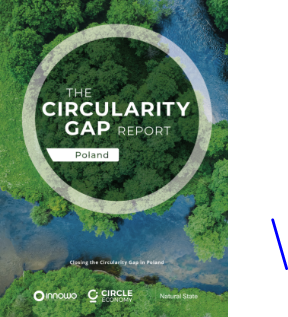 THE
CIRCULARITY
GAP REPORT
Poland
Closing the Circularity Gap in Poland
innowo
CIRCLE
ECONOMY
Natural State